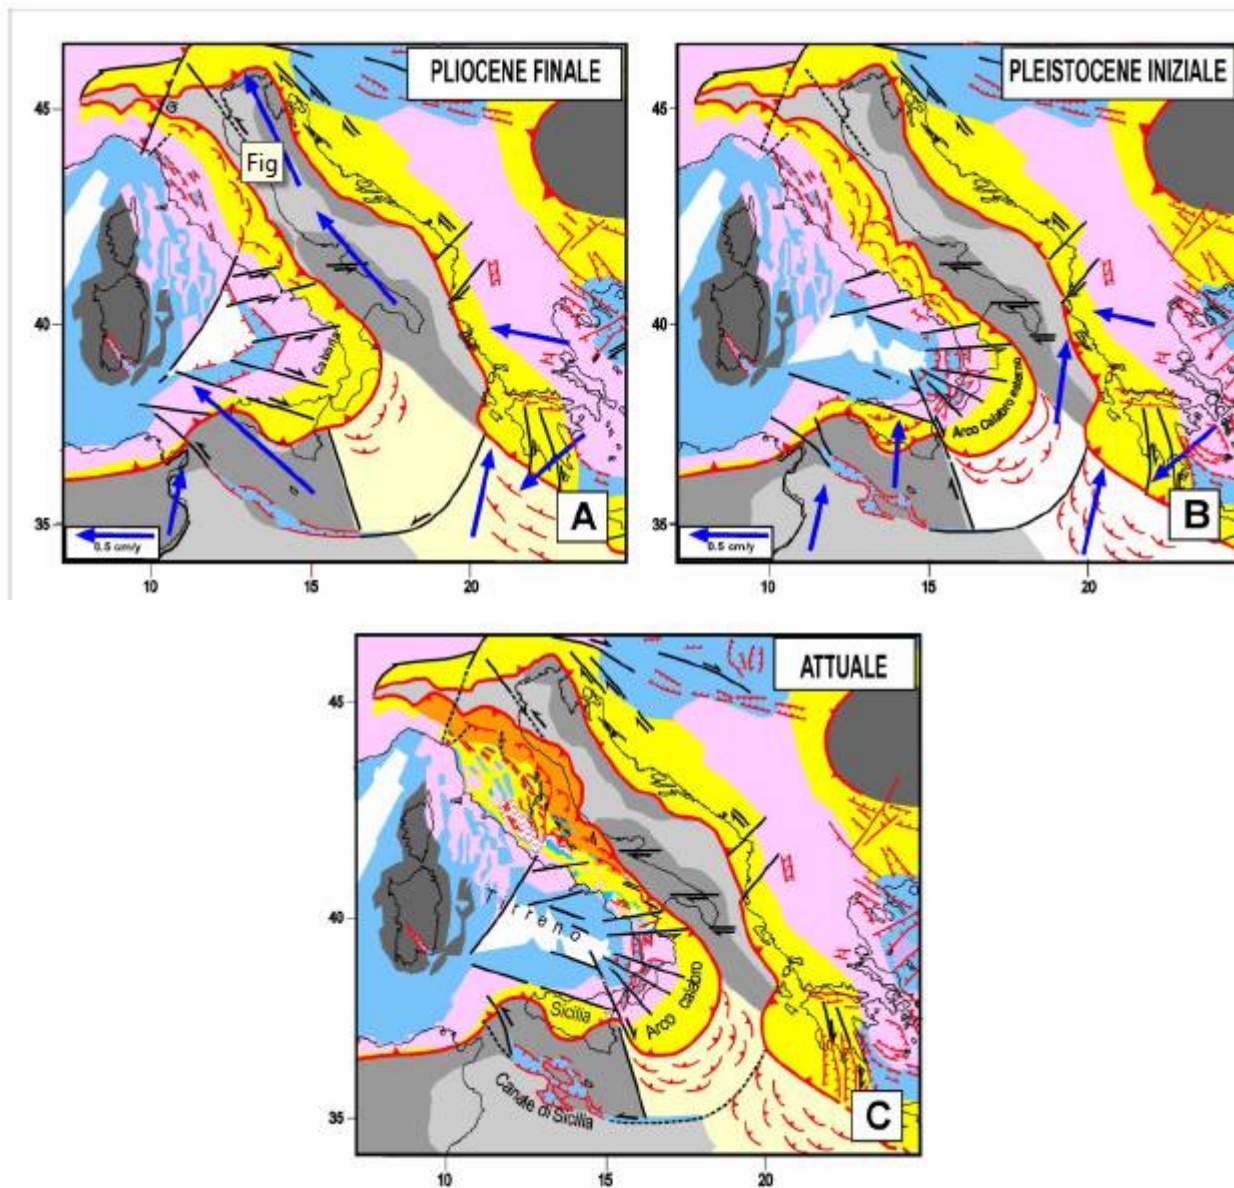 PLIOCENE FINALE
45
Fig
40
Calabria
35
0.5 cm/y
A
10
15
20
PLEISTOCENE INIZIALE
45
40
Arco Calabro esterno
35
0.5 cm/y
B
10
15
20
ATTUALE
45
40
Tirreno
Sicilia
Arco calabro
Canale di Sicilia
35
C
10
15
20